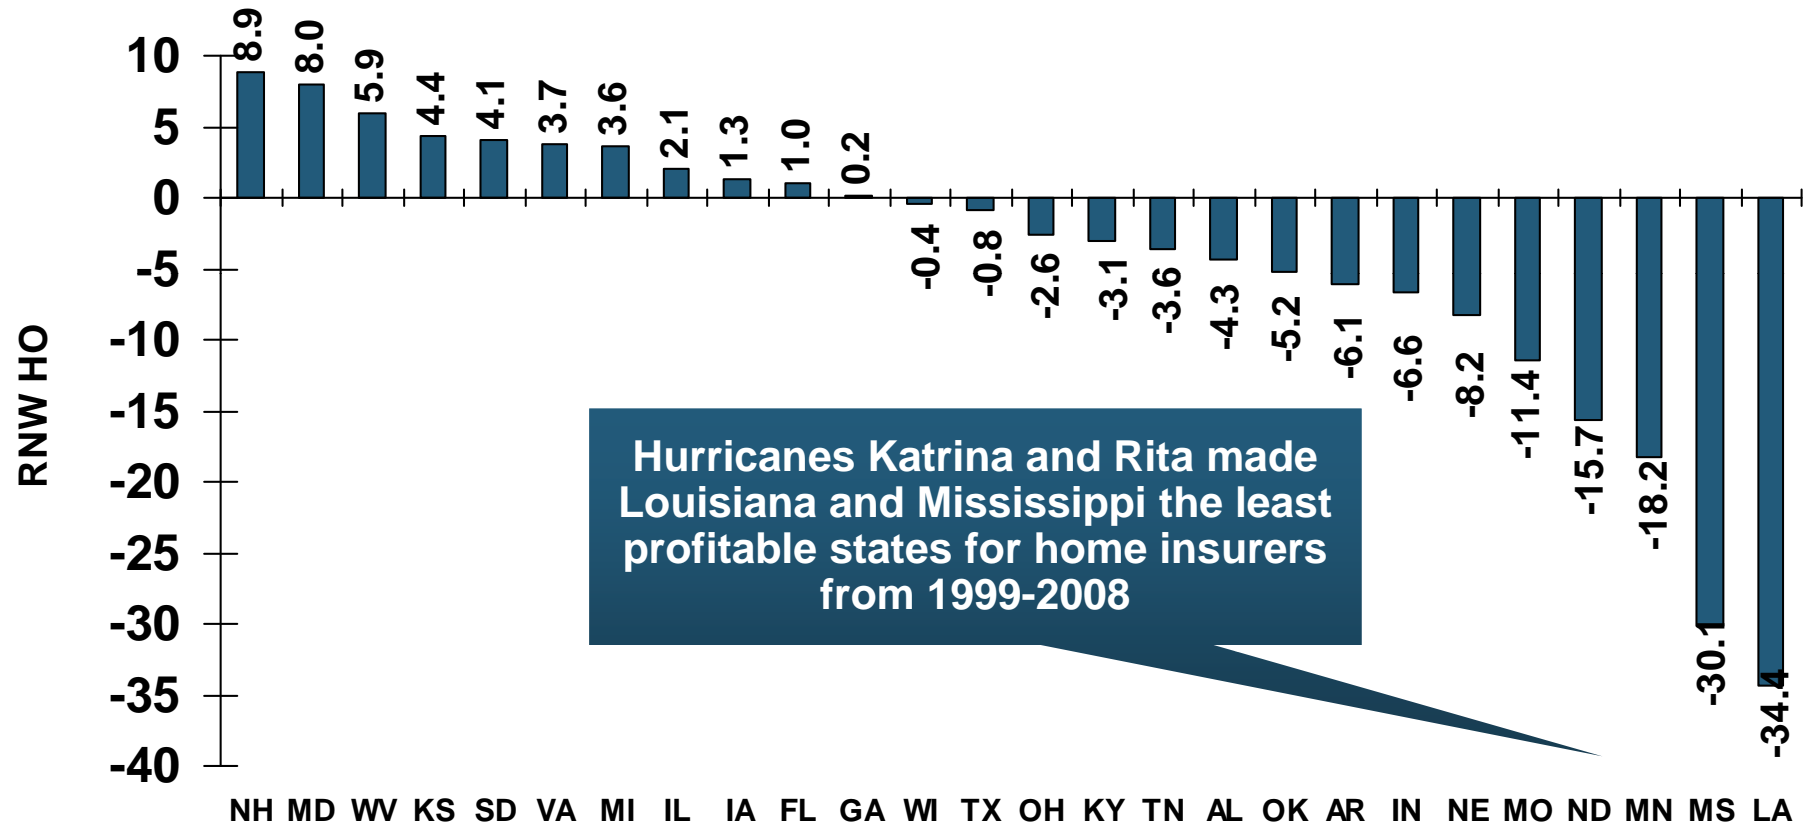 8.9 8.0 5.9 4.4 4.1 3.7 3.6 2.1 1.3 1.0 0.2
-0.4 -0.8 -2.6 -3.1 -3.6 -4.3 -5.2 -6.1 -6.6 -8.2 -11.4 -15.7 -18.2 -30.1 -34.4
10
5
0
-5
-10
-15
-20
-25
-30
-35
-40
RNW HO
Hurricanes Katrina and Rita made
Louisiana and Mississippi the least
profitable states for home insurers
from 1999-2008
NH MD WV KS SD VA MI IL IA FL GA WI TX OH KY TN AL OK AR IN NE MO ND MN MS LA